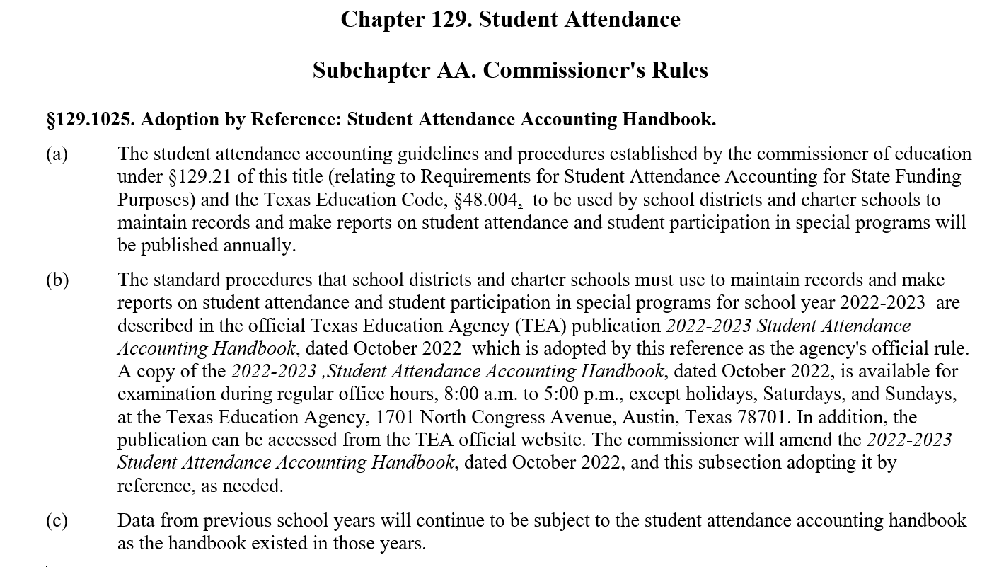 Chapter 129. Student Attendance
Subchapter AA. Commissioner's Rules
§129.1025. Adoption by Reference: Student Attendance Accounting Handbook.
(a) The student attendance accounting guidelines and procedures established by the commissioner of education
under §129.21 of this title (relating to Requirements for Student Attendance Accounting for State Funding
Purposes) and the Texas Education Code, §48.004,  to be used by school districts and charter schools to
maintain records and make reports on student attendance and student participation in special programs will
be published annually.
(b) The standard procedures that school districts and charter schools must use to maintain records and make
reports on student attendance and student participation in special programs for school year 2022-2023  are
described in the official Texas Education Agency (TEA) publication 2022-2023 Student Attendance
Accounting Handbook, dated October 2022  which is adopted by this reference as the agency's official rule.
A copy of the 2022-2023 ,Student Attendance Accounting Handbook, dated October 2022, is available for
examination during regular office hours, 8:00 a.m. to 5:00 p.m., except holidays, Saturdays, and Sundays,
at the Texas Education Agency, 1701 North Congress Avenue, Austin, Texas 78701. In addition, the
publication can be accessed from the TEA official website. The commissioner will amend the 2022-2023
Student Attendance Accounting Handbook, dated October 2022, and this subsection adopting it by
reference, as needed.
(c) Data from previous school years will continue to be subject to the student attendance accounting handbook
as the handbook existed in those years.